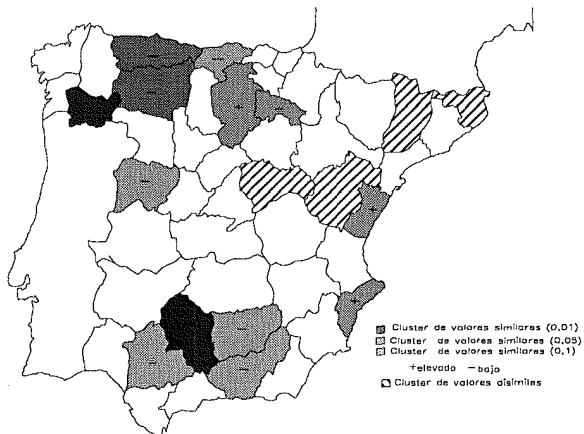 Cluster de valores similares (0,01)
Cluster de valores similares (0,05)
Cluster de valores similares (0,1)
+elevado −bajo
Cluster de valores disímiles